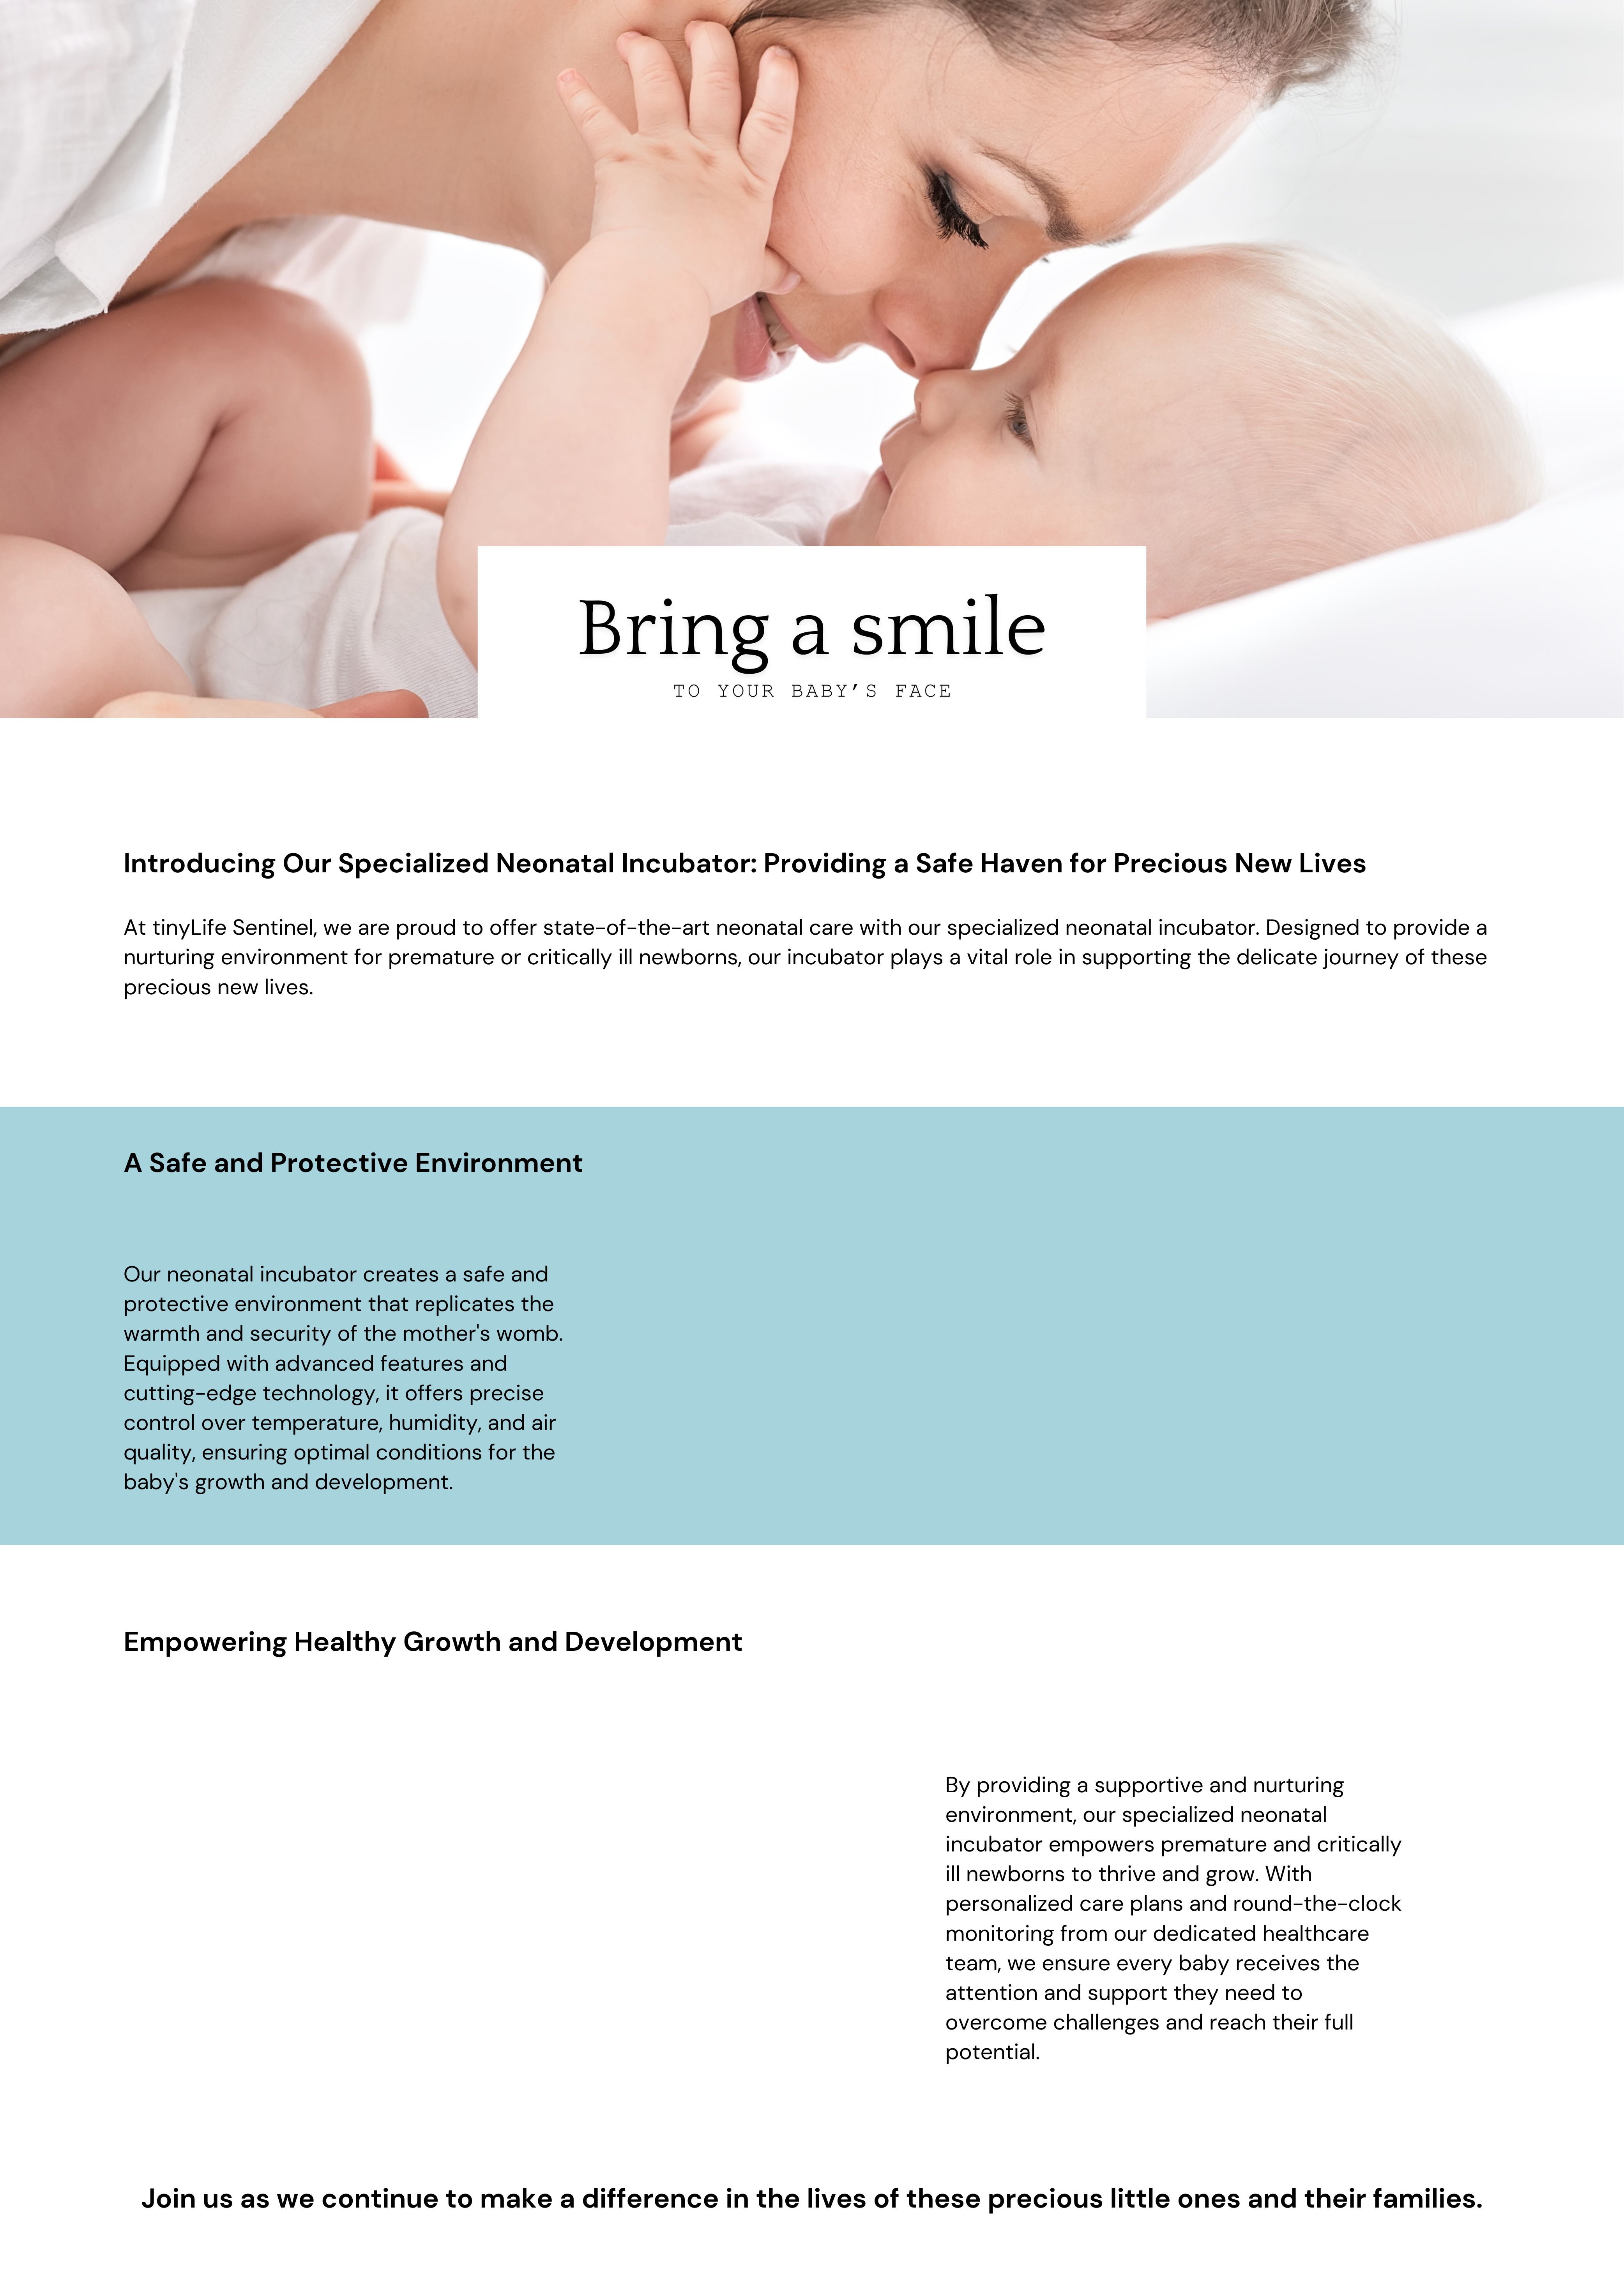 Bring a smile
TO YOUR BABY’S FACE
Introducing Our Specialized Neonatal Incubator: Providing a Safe Haven for Precious New Lives
At tinyLife Sentinel, we are proud to offer state-of-the-art neonatal care with our specialized neonatal incubator. Designed to provide a
nurturing environment for premature or critically ill newborns, our incubator plays a vital role in supporting the delicate journey of these
precious new lives.
A Safe and Protective Environment
Our neonatal incubator creates a safe and
protective environment that replicates the
warmth and security of the mother's womb.
Equipped with advanced features and
cutting-edge technology, it offers precise
control over temperature, humidity, and air
quality, ensuring optimal conditions for the
baby's growth and development.
Empowering Healthy Growth and Development
By providing a supportive and nurturing
environment, our specialized neonatal
incubator empowers premature and critically
ill newborns to thrive and grow. With
personalized care plans and round-the-clock
monitoring from our dedicated healthcare
team, we ensure every baby receives the
attention and support they need to
overcome challenges and reach their full
potential.
Join us as we continue to make a difference in the lives of these precious little ones and their families.